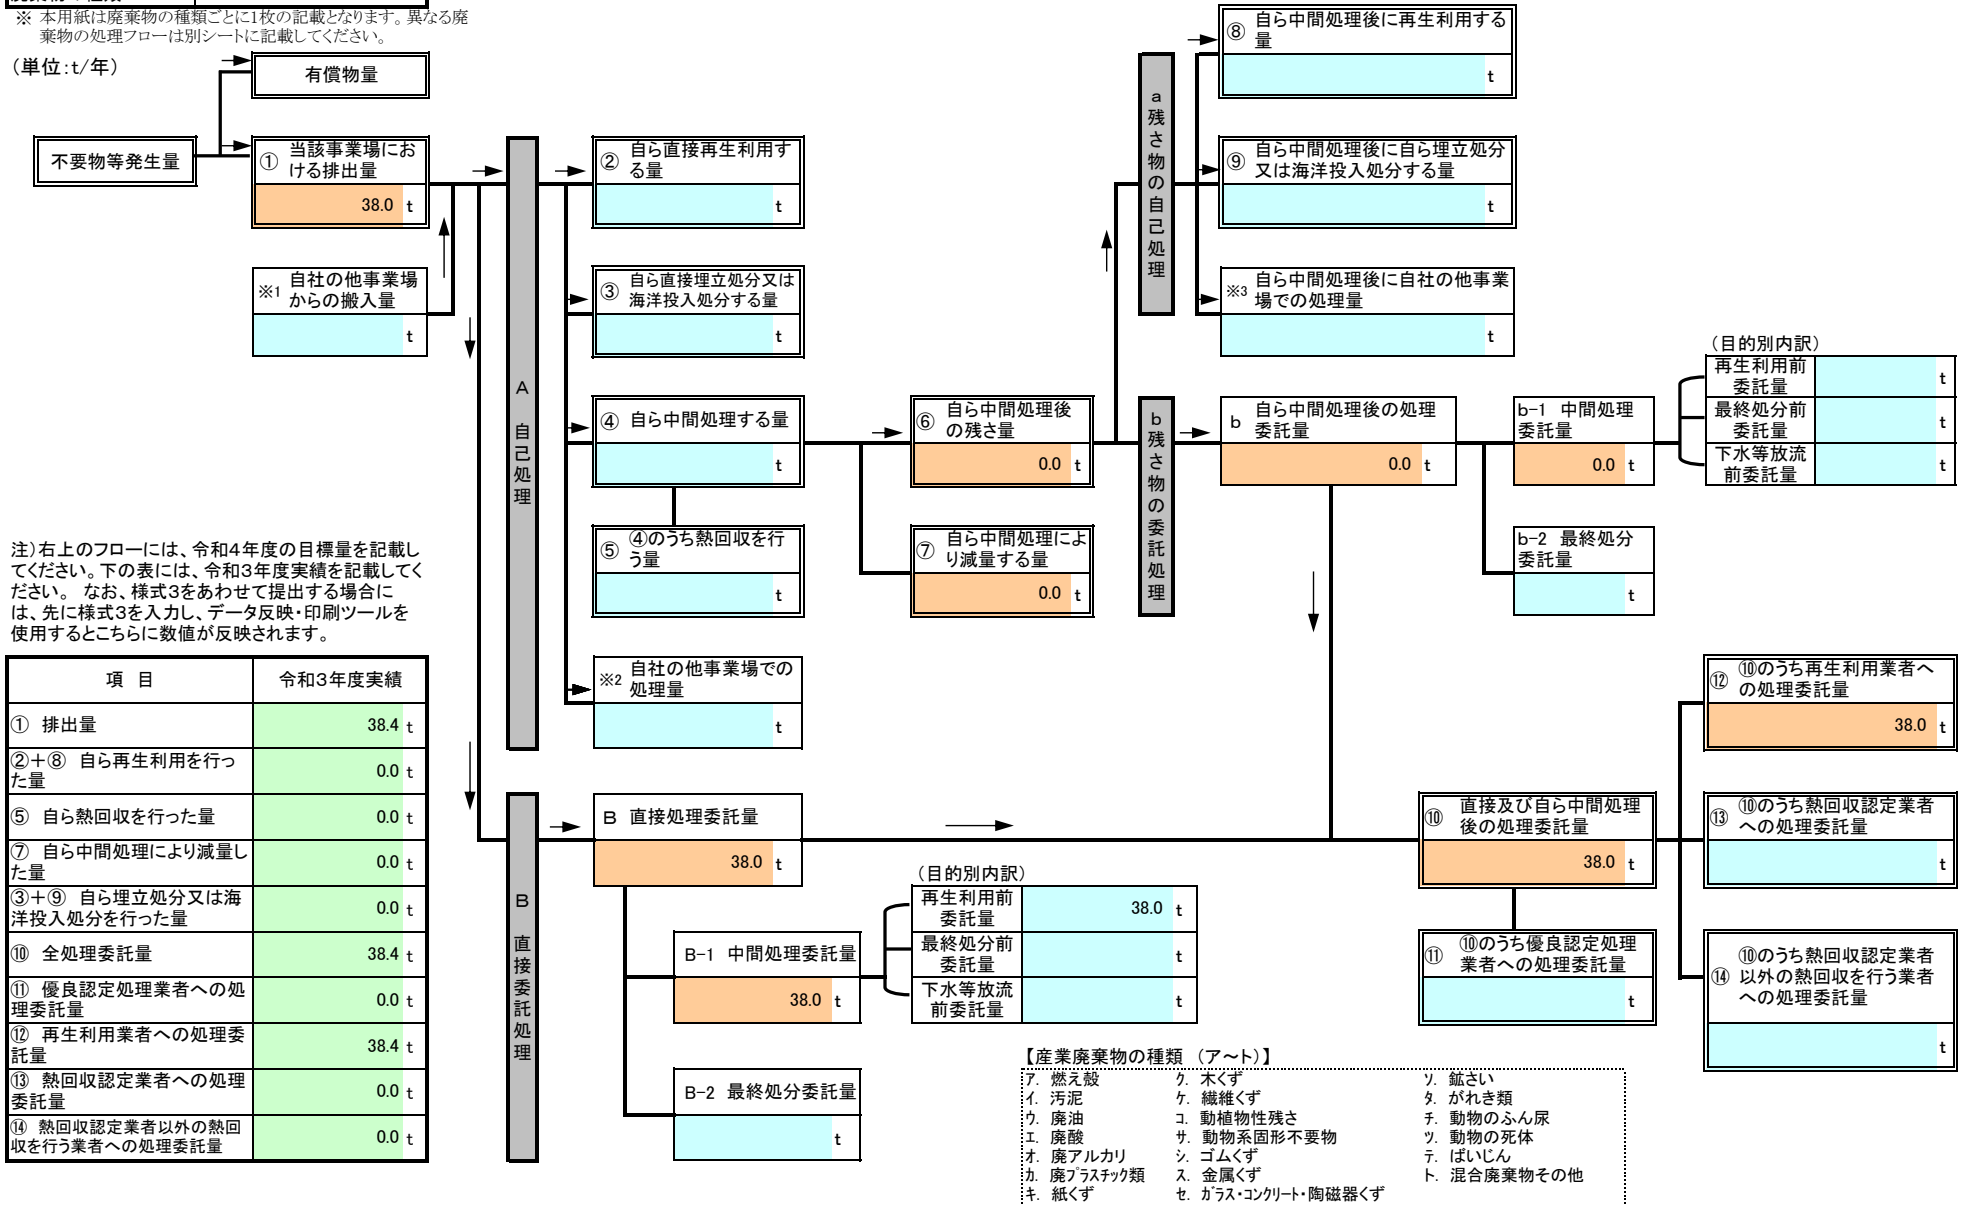 ※ 本用紙は廃棄物の種類ごとに1枚の記載となります。異なる廃
棄物の処理フローは別シートに記載してください。
（単位:t/年）
有償物量
不要物等発生量
① 当該事業場にお
ける排出量
38.0 t
※1 自社の他事業場
からの搬入量
t
A 自己処理
② 自ら直接再生利用す
る量
t
③ 自ら直接埋立処分又は
海洋投入処分する量
t
④ 自ら中間処理する量
t
⑤ ④のうち熱回収を行
う量
t
※2 自社の他事業場での
処理量
t
⑥ 自ら中間処理後
の残さ量
0.0 t
⑦ 自ら中間処理によ
り減量する量
0.0 t
a 残さ物の自己処理
⑧ 自ら中間処理後に再生利用する
量
t
⑨ 自ら中間処理後に自ら埋立処分
又は海洋投入処分する量
t
※3 自ら中間処理後に自社の他事業
場での処理量
t
b 残さ物の委託処理
b 自ら中間処理後の処理
委託量
0.0 t
b-1 中間処理
委託量
0.0 t
（目的別内訳）
再生利用前
委託量
t
最終処分前
委託量
t
下水等放流
前委託量
t
b-2 最終処分
委託量
t
注）右上のフローには、令和4年度の目標量を記載し
てください。下の表には、令和3年度実績を記載してく
ださい。 なお、様式3をあわせて提出する場合に
は、先に様式3を入力し、データ反映・印刷ツールを
使用するとこちらに数値が反映されます。
項 目 令和3年度実績
① 排出量 38.4 t
②＋⑧ 自ら再生利用を行っ
た量 0.0 t
⑤ 自ら熱回収を行った量 0.0 t
⑦ 自ら中間処理により減量し
た量 0.0 t
③＋⑨ 自ら埋立処分又は海
洋投入処分を行った量 0.0 t
⑩ 全処理委託量 38.4 t
⑪ 優良認定処理業者への処
理委託量 0.0 t
⑫ 再生利用業者への処理委
託量 38.4 t
⑬ 熱回収認定業者への処理
委託量 0.0 t
⑭ 熱回収認定業者以外の熱回
収を行う業者への処理委託量 0.0 t
B 直接委託処理
B 直接処理委託量
38.0 t
B-1 中間処理委託量
38.0 t
（目的別内訳）
再生利用前
委託量
38.0 t
最終処分前
委託量
t
下水等放流
前委託量
t
B-2 最終処分委託量
t
⑩ 直接及び自ら中間処理
後の処理委託量
38.0 t
⑪ ⑩のうち優良認定処理
業者への処理委託量
t
⑫ ⑩のうち再生利用業者へ
の処理委託量
38.0 t
⑬ ⑩のうち熱回収認定業者
への処理委託量
t
⑭ ⑩のうち熱回収認定業者
以外の熱回収を行う業者
への処理委託量
t
【産業廃棄物の種類 （ア～ト）】
ア. 燃え殻 ク. 木くず ソ. 鉱さい
イ. 汚泥 ケ. 繊維くず タ. がれき類
ウ. 廃油 コ. 動植物性残さ チ. 動物のふん尿
エ. 廃酸 サ. 動物系固形不要物 ツ. 動物の死体
オ. 廃アルカリ シ. ゴムくず テ. ばいじん
カ. 廃プラスチック類 ス. 金属くず ト. 混合廃棄物その他
キ. 紙くず セ. ガラス・コンクリート・陶磁器くず